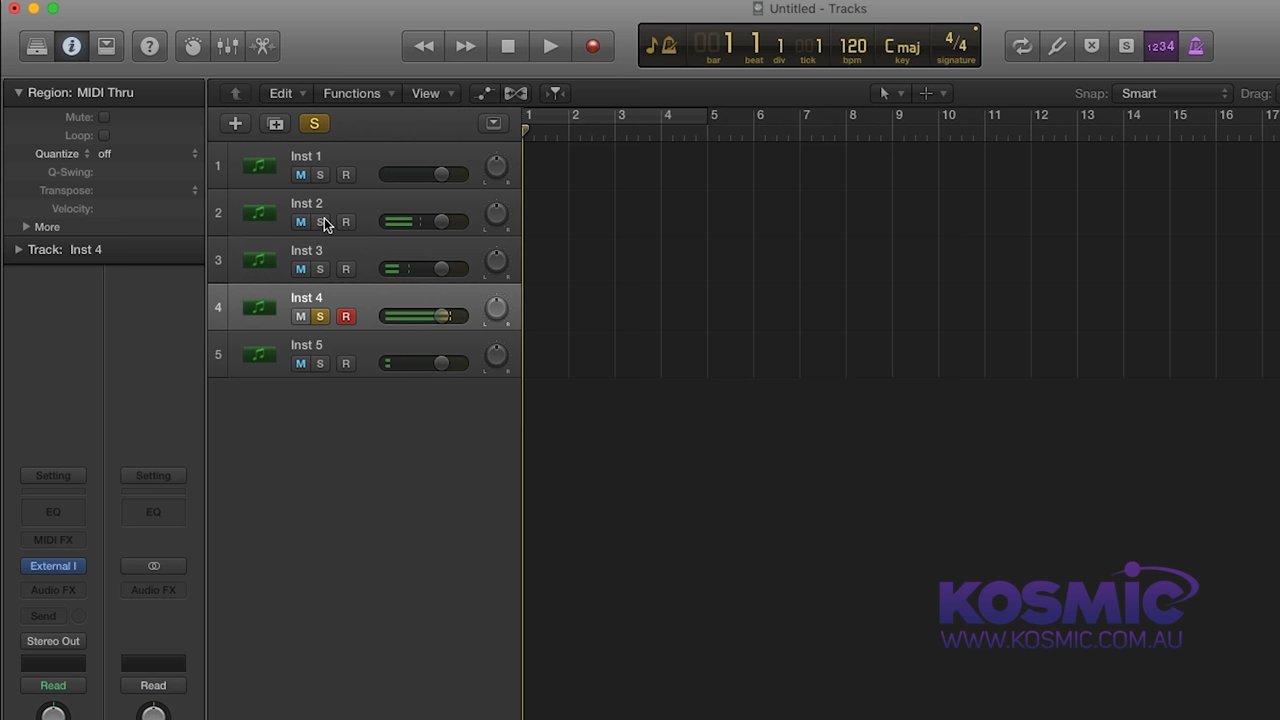 Untitled - Tracks
1 1 1 1 120 C maj 4/4
bar beat div tick bpm key signature
S 1234
Region: MIDI Thru
Edit Functions View Snap: Smart Drag:
Mute:
Loop:
Quantize off
Q-Swing:
Transpose:
Velocity:
More
Track: Inst 4
S
1 2 3 4 5 6 7 8 9 10 11 12 13 14 15 16 17
1 Inst 1
M S R L R
2 Inst 2
M S R L R
3 Inst 3
M S R L R
4 Inst 4
M S R L R
5 Inst 5
M S R L R
Setting Setting
EQ EQ
MIDI FX
External I
Audio FX Audio FX
Send
Stereo Out
Read Read
KOSMIC
WWW.KOSMIC.COM.AU